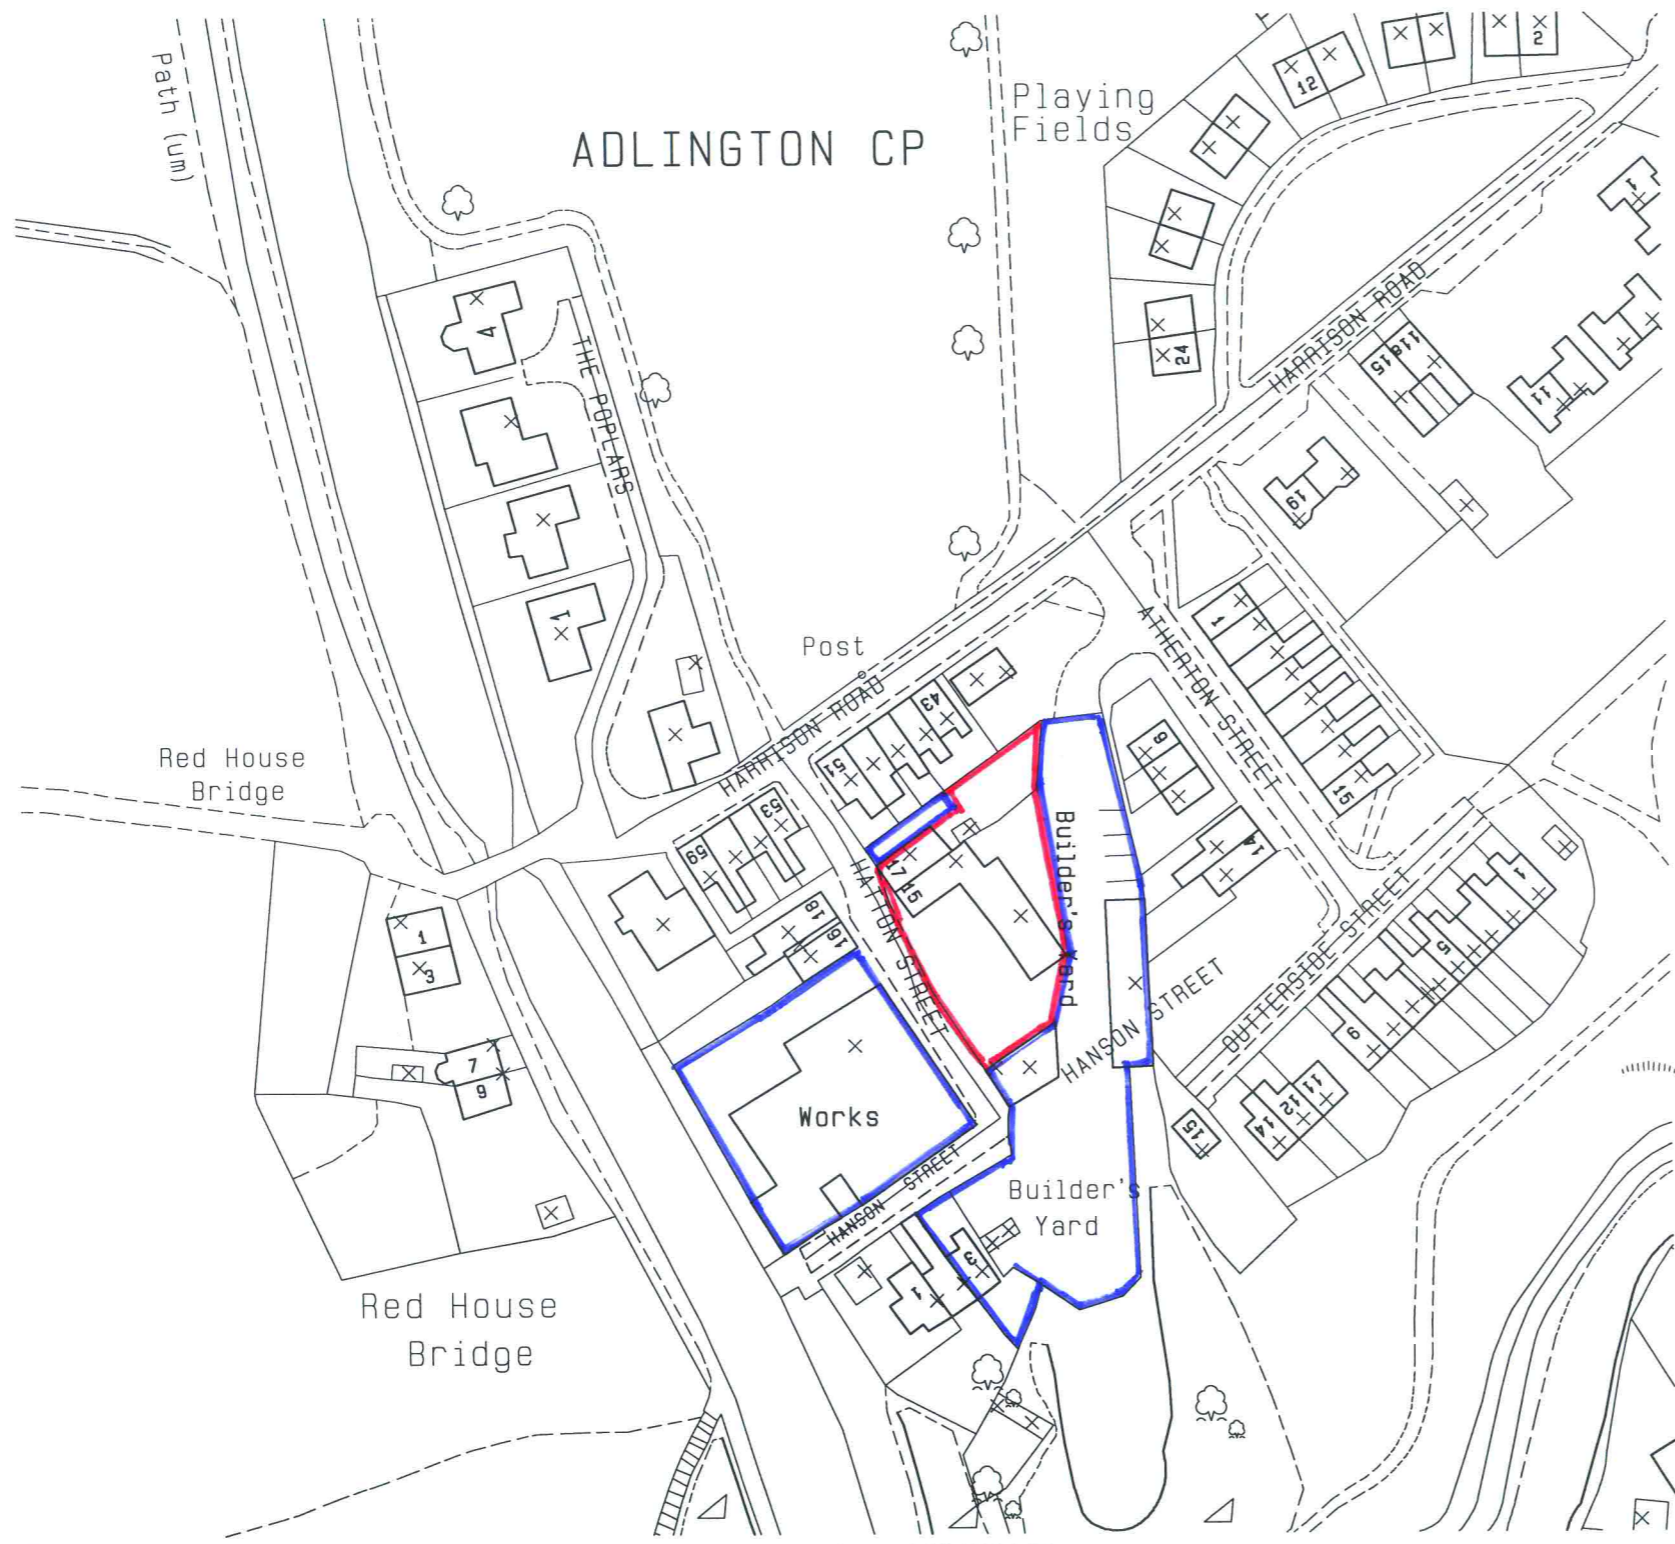 Path (um)
ADLINGTON CP
Playing
Fields
12
2
1
4
THE POPLARS
24
HARRISON ROAD
11a
15
11
19
1
ATHERTON STREET
1
Post
43
HARRISON ROAD
51
9
15
Red House
Bridge
53
59
Builder's Yard
14
17
15
HATTON STREET
18
16
1
3
HANSON STREET
OUTTERSIDE STREET
1
5
9
7
9
Works
11
12
14
15
HANSON STREET
Builder's
Yard
3
1
Red House
Bridge